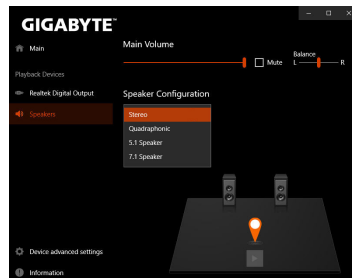 GIGABYTE™
Main
Playback Devices
Realtek Digital Output
Speakers
Device advanced settings
Information
Main Volume
Mute
Balance
L R
Speaker Configuration
Stereo
Quadraphonic
5.1 Speaker
7.1 Speaker